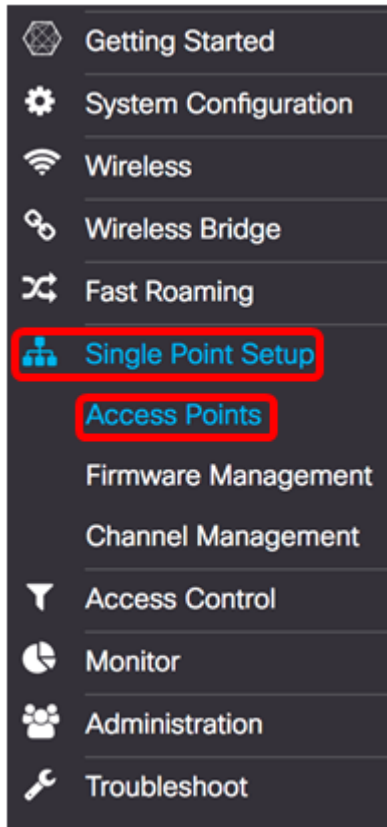 Getting Started
System Configuration
Wireless
Wireless Bridge
Fast Roaming
Single Point Setup
Access Points
Firmware Management
Channel Management
Access Control
Monitor
Administration
Troubleshoot